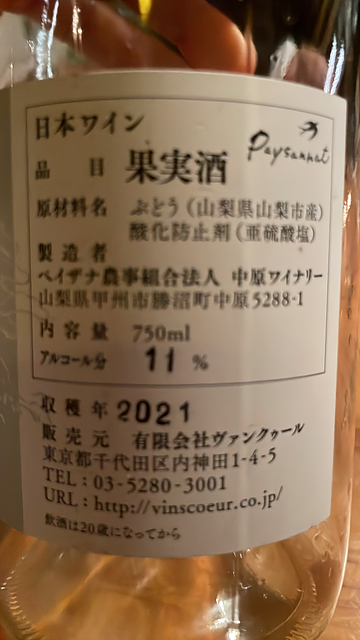 日本ワイン
Paysannat
品目 果実酒
原材料名 ぶどう（山梨県山梨市産）
酸化防止剤（亜硫酸塩）
製造者
ペイザナ農事組合法人 中原ワイナリー
山梨県甲州市勝沼町中原5288-1
内容量 750ml
アルコール分 11 %
収穫年 2021
販売元 有限会社ヴァンクゥール
東京都千代田区内神田1-4-5
TEL：03-5280-3001
URL：http://vinscoeur.co.jp/
飲酒は20歳になってから